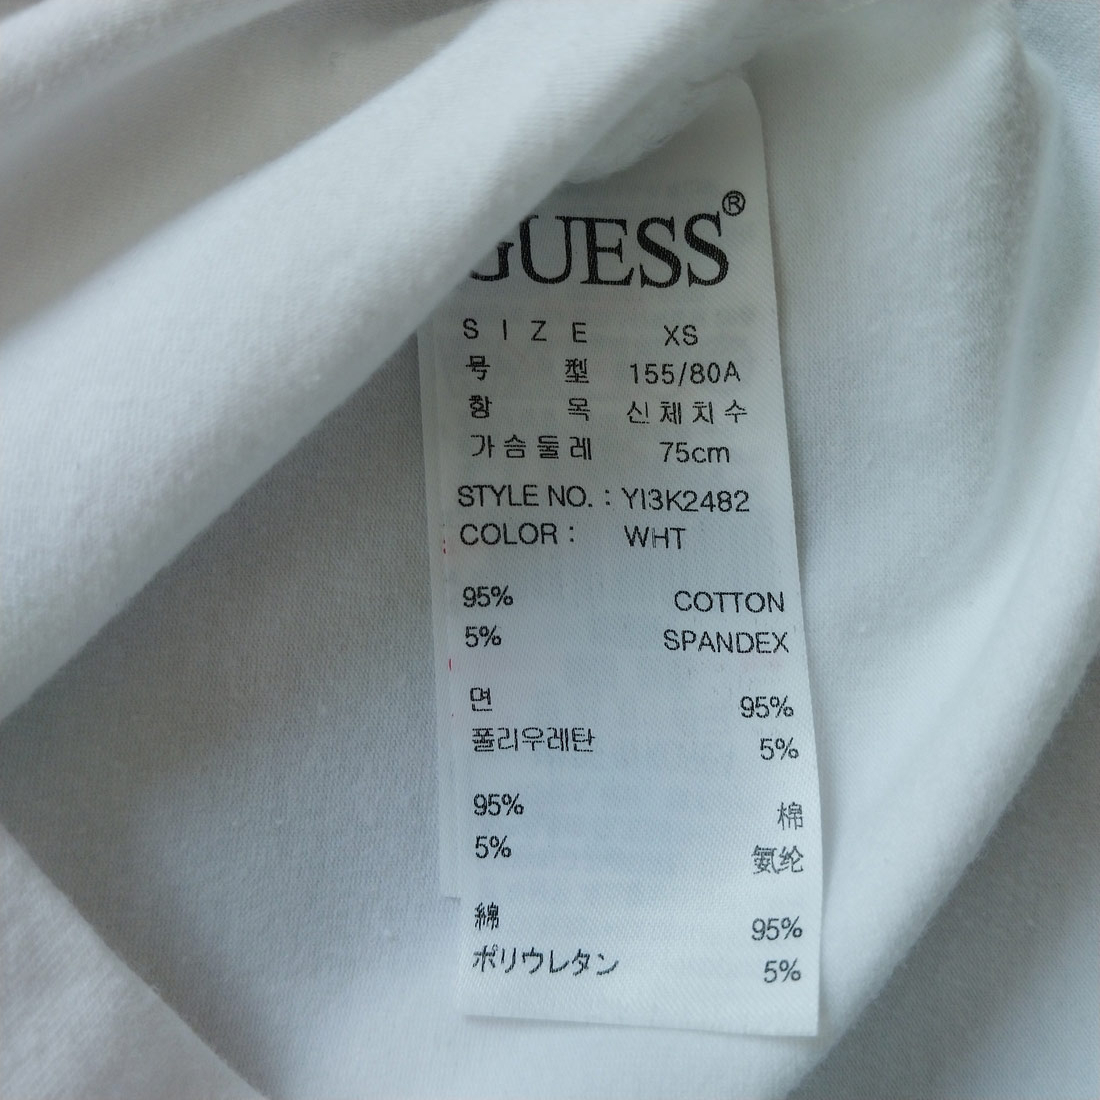 GUESS®
SIZE XS
号型 155/80A
항목 신체치수
가슴둘레 75cm
STYLE NO. : YI3K2482
COLOR : WHT
95% COTTON
5% SPANDEX
면 95%
폴리우레탄 5%
95% 棉
5% 氨纶
綿 95%
ポリウレタン 5%